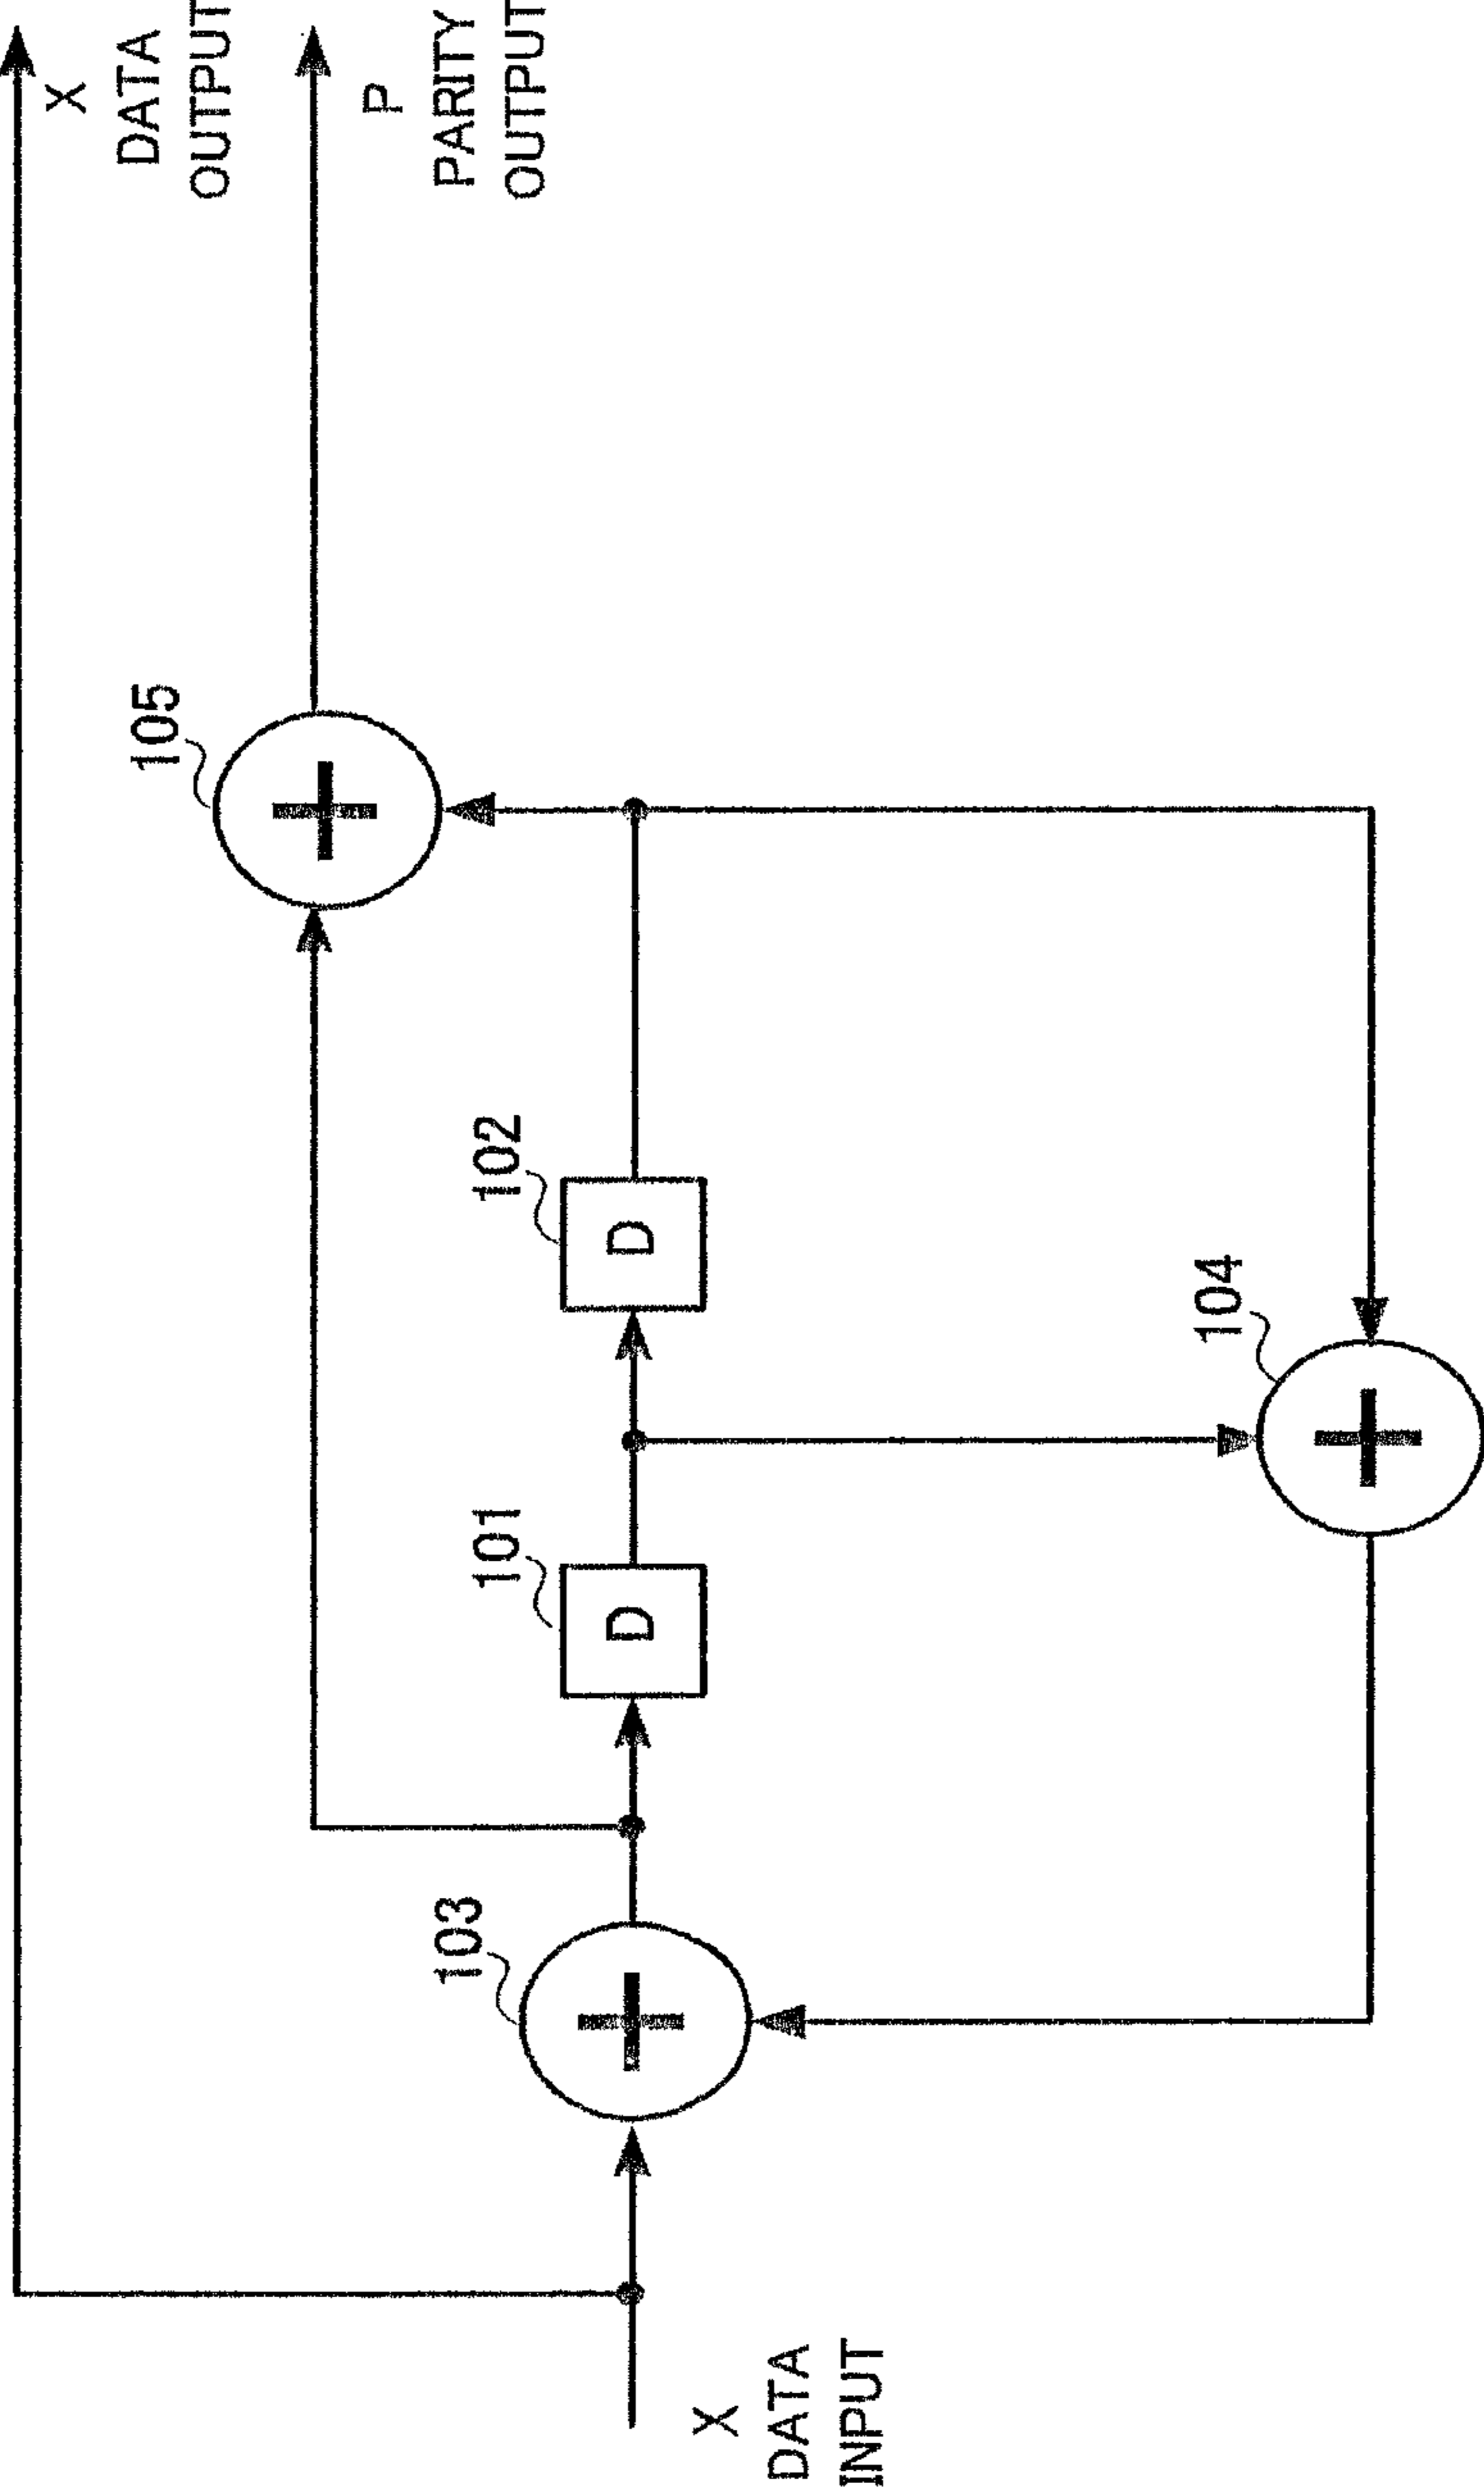 X
DATA
OUTPUT
P
PARITY
OUTPUT
105
102
101
103
104
D
D
X
DATA
INPUT